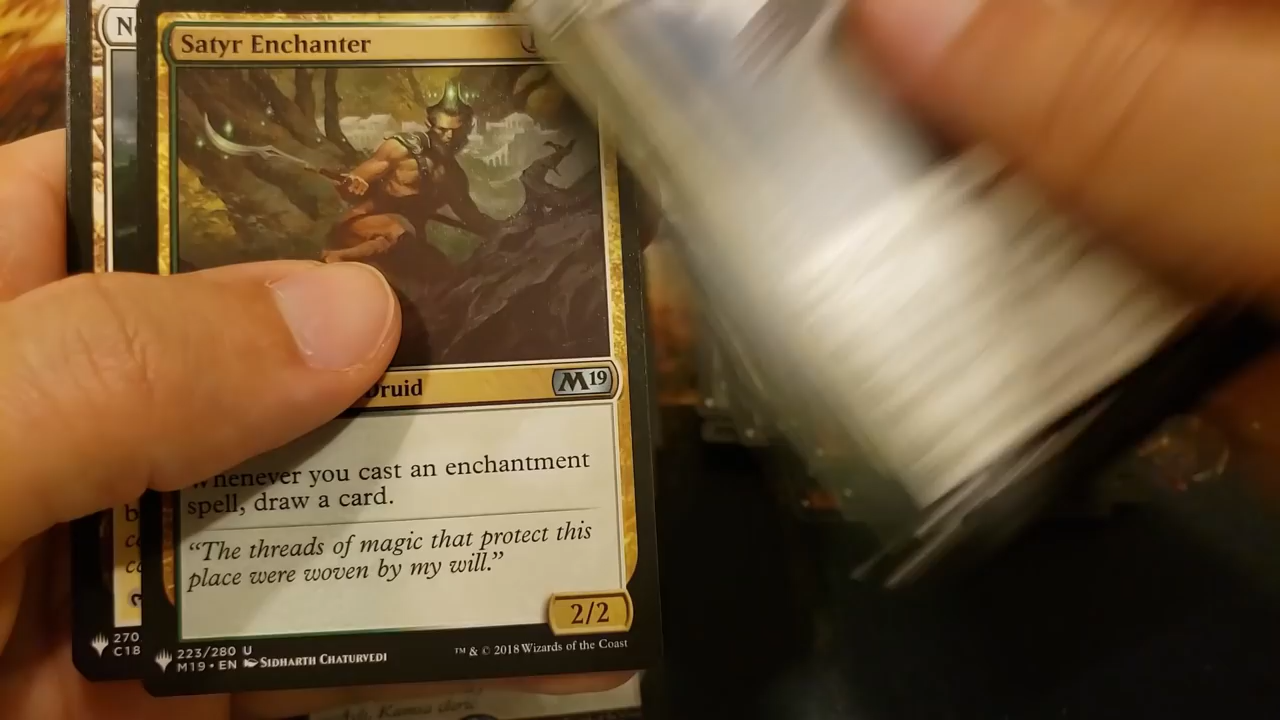 Satyr Enchanter
Druid
M19
Whenever you cast an enchantment
spell, draw a card.
“The threads of magic that protect this
place were woven by my will.”
2/2
270
C18
223/280 U
M19 • EN Sidharth Chaturvedi
™ & © 2018 Wizards of the Coast